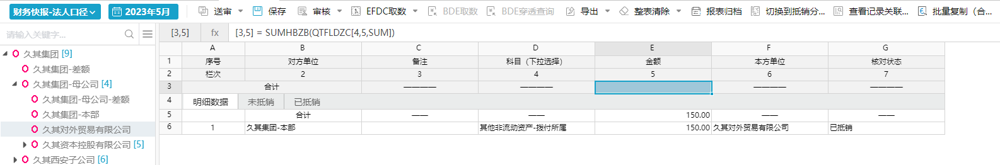 财务快报-法人口径 2023年5月 送审 保存 审核 EFDC取数 BDE取数 BDE穿透查询 导出 整表清除 报表归档 切换到抵销分... 查看记录关联... 批量复制（合...
请输入关键字... [3,5] fx [3,5] = SUMHBZB(QTFLDZC[4,5,SUM])
久其集团 [9]
久其集团-差额
久其集团-母公司 [4]
久其集团-母公司-差额
久其集团-本部
久其对外贸易有限公司
久其资本控股有限公司 [5]
久其西安子公司 [6]
A B C D E F G
1 序号 对方单位 备注 科目（下拉选择） 金额 本方单位 核对状态
2 栏次 2 3 4 5 6 7
3 合计 ———— ———— ———— ————
4 明细数据 未抵销 已抵销
5 合计 —— —— 150.00 —— ——
6 1 久其集团-本部 其他非流动资产-拨付所属 150.00 久其对外贸易有限公司 已抵销